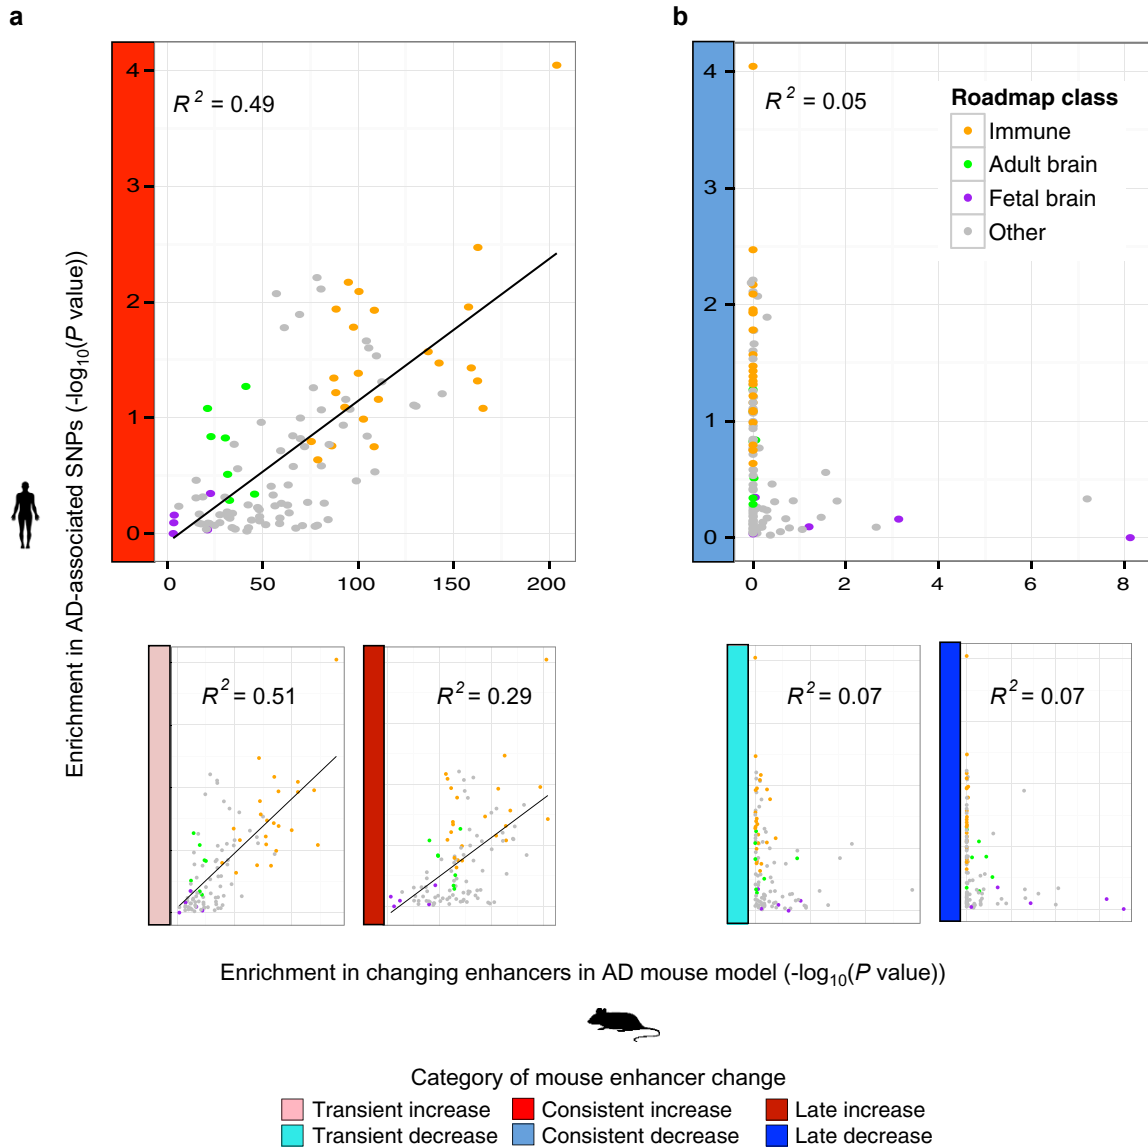 a
b
4
3
2
1
0
R² = 0.49
0
50
100
150
200
4
3
2
1
0
R² = 0.05
Roadmap class
Immune
Adult brain
Fetal brain
Other
0
2
4
6
8
Enrichment in AD-associated SNPs (-log₁₀(P value))
R² = 0.51
R² = 0.29
R² = 0.07
R² = 0.07
Enrichment in changing enhancers in AD mouse model (-log₁₀(P value))
Category of mouse enhancer change
Transient increase
Consistent increase
Late increase
Transient decrease
Consistent decrease
Late decrease